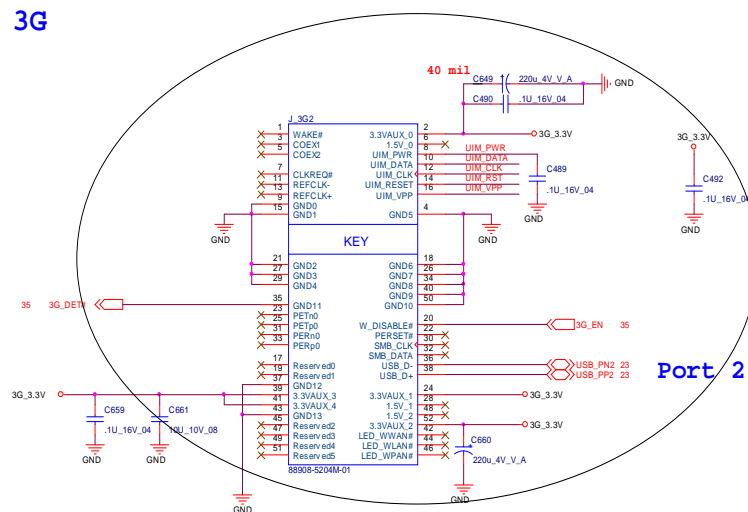 3G
40 mil
C649 220u_4V_V_A
GND
C490 .1U_16V_04
J_3G2
1 WAKE#
3 COEX1
5 COEX2
7 CLKREQ#
11 REFCLK-
13 REFCLK+
9 GND0
15 GND1
2 3.3VAUX_0
6 1.5V_0
8 UIM_PWR
10 UIM_DATA
12 UIM_CLK
14 UIM_RESET
16 UIM_VPP
4 GND5
3G_3.3V
UIM_PWR
UIM_DATA
UIM_CLK
UIM_RST
UIM_VPP
C489
.1U_16V_04
GND
3G_3.3V
C492
.1U_16V_04
GND
GND
GND
KEY
21 GND2
27 GND3
29 GND4
35 GND11
23 PETn0
25 PETp0
31 PERn0
33 PERp0
17 Reserved0
19 Reserved1
37 GND12
39 3.3VAUX_3
41 3.3VAUX_4
43 GND13
45 Reserved2
47 Reserved3
49 Reserved4
51 Reserved5
18 GND6
26 GND7
34 GND8
40 GND9
50 GND10
20 W_DISABLE#
22 PERSET#
30 SMB_CLK
32 SMB_DATA
36 USB_D-
38 USB_D+
24 3.3VAUX_1
28 1.5V_1
48 1.5V_2
52 3.3VAUX_2
42 LED_WWAN#
44 LED_WLAN#
46 LED_WPAN#
88908-5204M-01
35 3G_DET#
3G_EN 35
USB_PN2 23
USB_PP2 23
Port 2
3G_3.3V
3G_3.3V
3G_3.3V
C659
.1U_16V_04
GND
C661
10U_10V_08
GND
C660
220u_4V_V_A
GND
GND